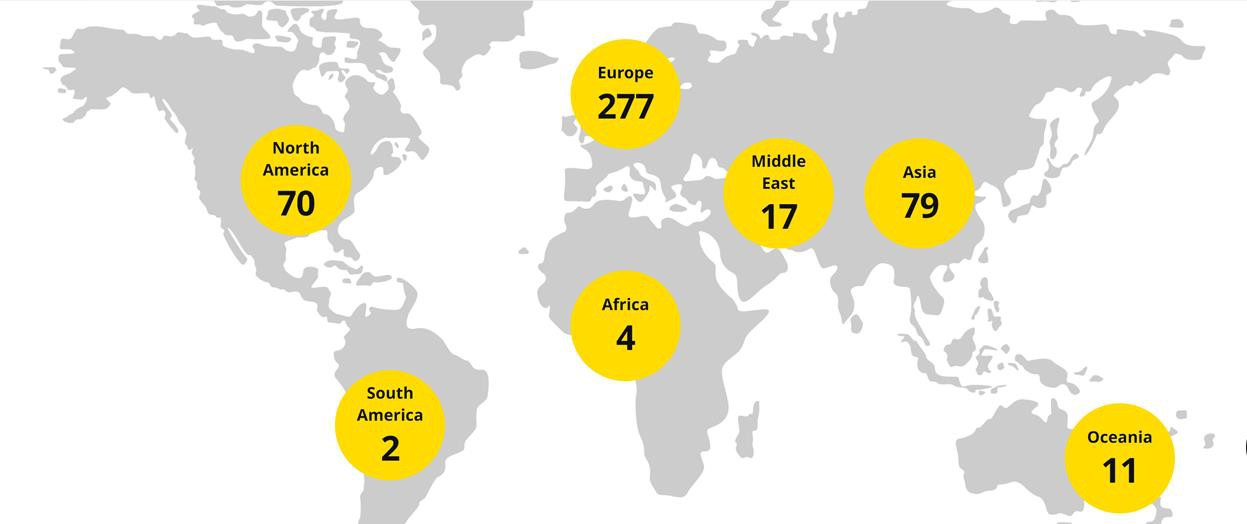 Europe
277
North
America
70
Middle
East
17
Asia
79
Africa
4
South
America
2
Oceania
11